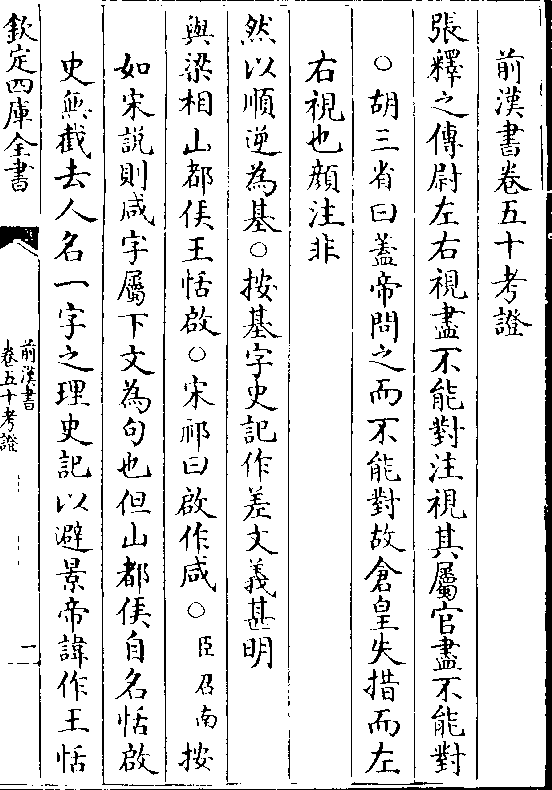 前漢書卷五十考證
張釋之傳尉左右視盡不能對注視其屬官盡不能對
○胡三省曰蓋帝問之而不能對故倉皇失措而左
右視也顔注非
然以順逆為基○按基字史記作差文義甚明
與梁相山都侯王恬啟○宋祁曰啟作咸○臣召南按
如宋説則咸字屬下文為句也但山都侯自名恬啟
史無截去人名一字之理史記以避景帝諱作王恬
欽定四庫全書
前漢書
卷五十考證
二